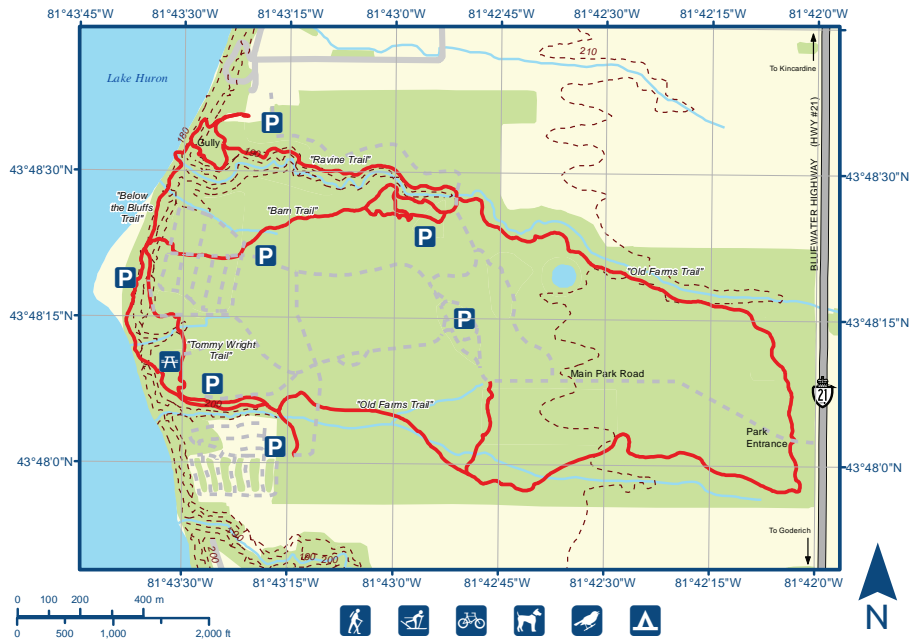 81°43'45"W 81°43'30"W 81°43'15"W 81°43'0"W 81°42'45"W 81°42'30"W 81°42'15"W 81°42'0"W
210
To Kincardine
Lake Huron
P
180
Gully
190
"Ravine Trail"
BLUEWATER HIGHWAY (HWY #21)
43°48'30"N 43°48'30"N
"Below
the Bluffs
Trail"
"Barn Trail"
P
P
P
"Old Farms Trail"
43°48'15"N 43°48'15"N
P
"Tommy Wright
Trail"
Main Park Road
P
21
200
"Old Farms Trail"
Park
Entrance
P
43°48'0"N 43°48'0"N
190
200
190 200
To Goderich
81°43'30"W 81°43'15"W 81°43'0"W 81°42'45"W 81°42'30"W 81°42'15"W 81°42'0"W
0 100 200 400 m
0 500 1,000 2,000 ft
N